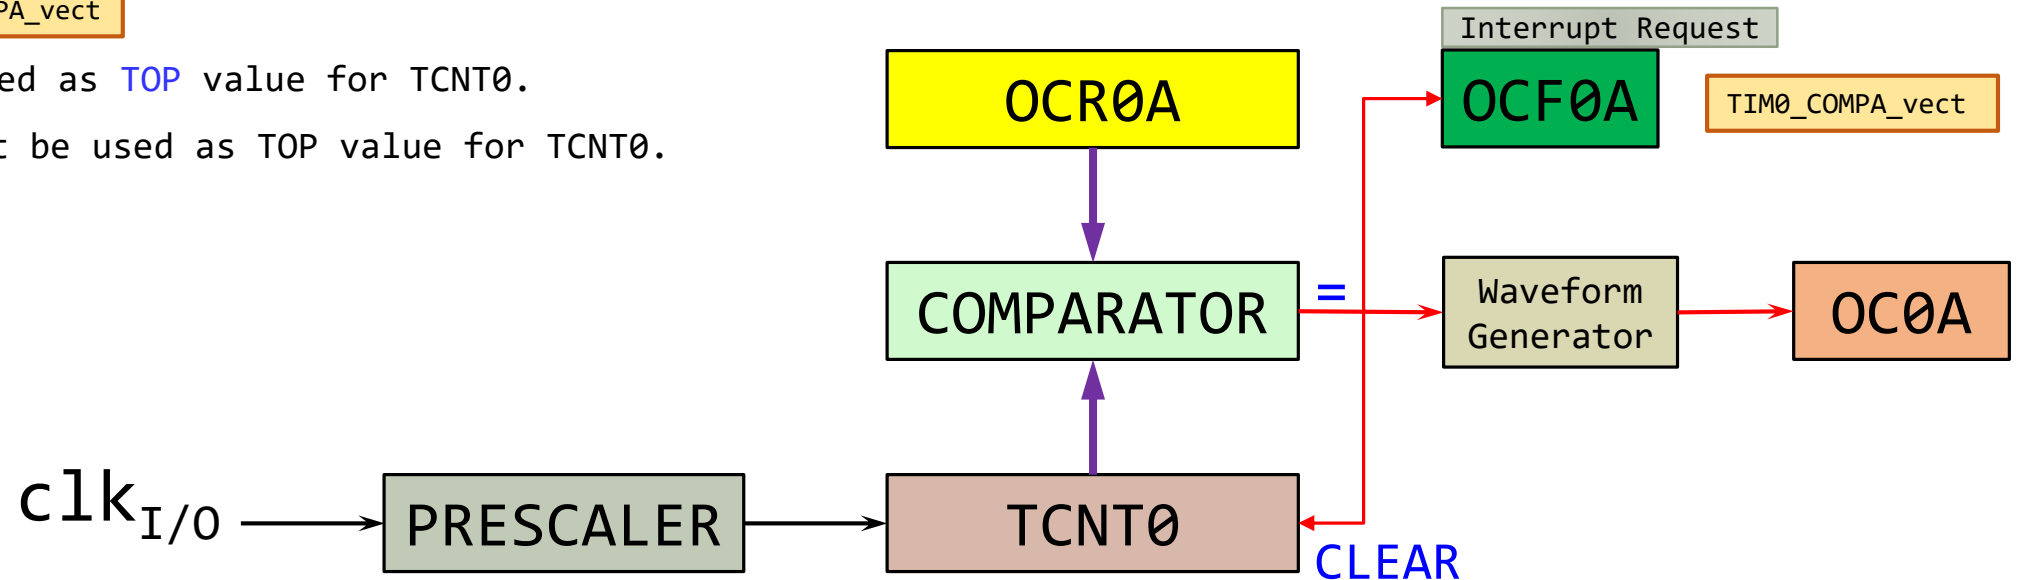 PA_vect
ed as TOP value for TCNT0.
t be used as TOP value for TCNT0.
Interrupt Request
OCR0A
OCF0A
TIM0_COMPA_vect
COMPARATOR
=
Waveform
Generator
OC0A
clkI/O
PRESCALER
TCNT0
CLEAR